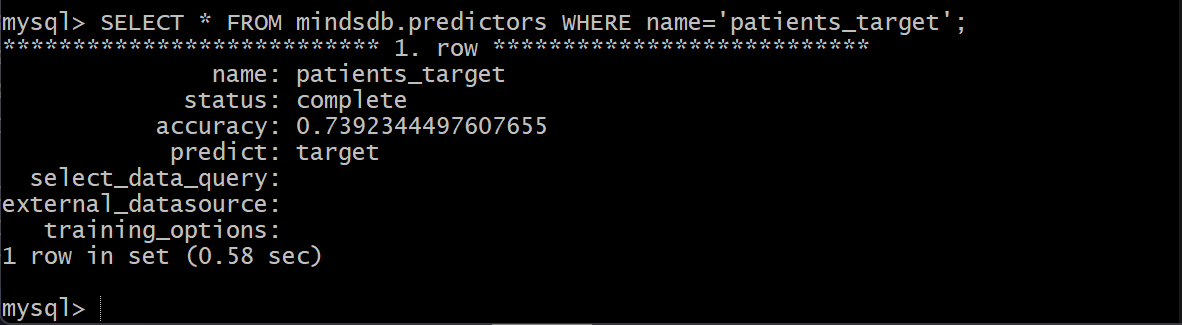 mysql> SELECT * FROM mindsdb.predictors WHERE name='patients_target';
*************************** 1. row ***************************
               name: patients_target
             status: complete
           accuracy: 0.7392344497607655
            predict: target
  select_data_query:
external_datasource:
   training_options:
1 row in set (0.58 sec)

mysql>